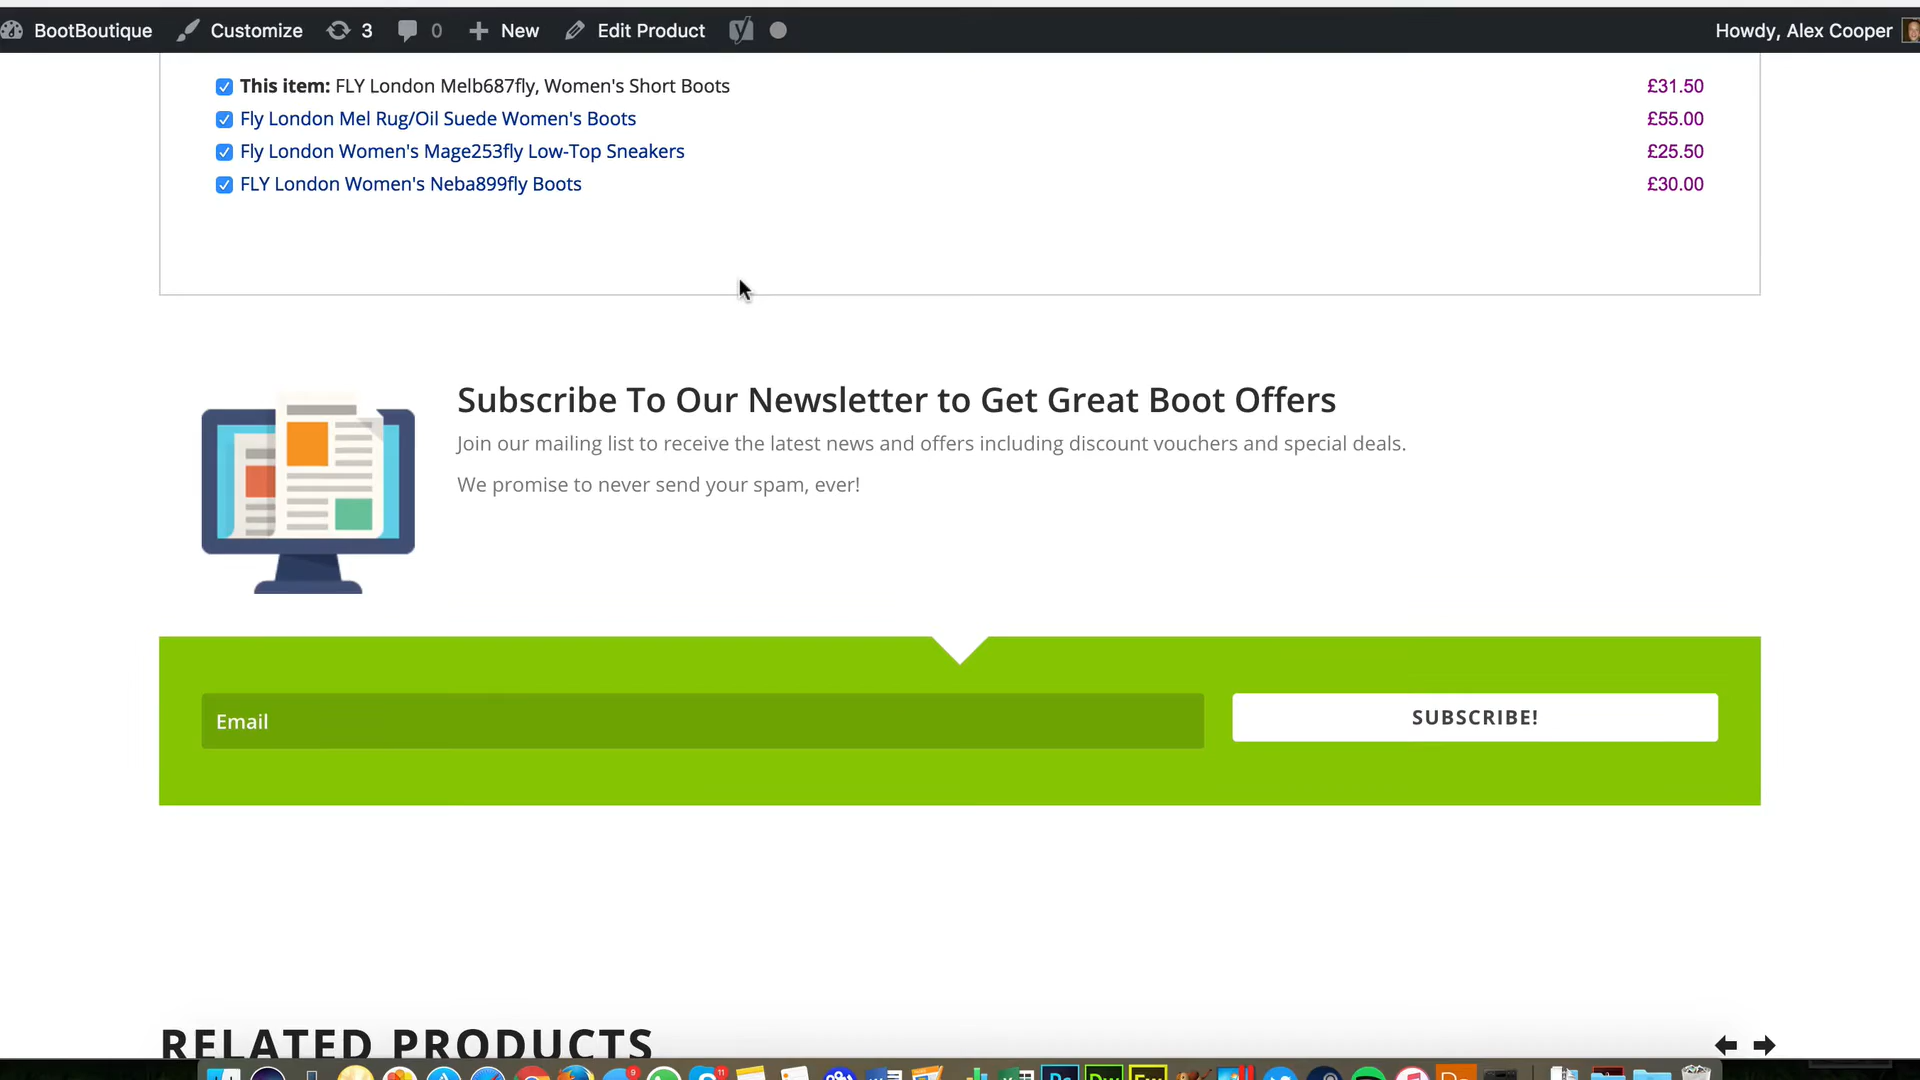 BootBoutique Customize 3 0 New Edit Product Howdy, Alex Cooper
This item: FLY London Melb687fly, Women's Short Boots £31.50
Fly London Mel Rug/Oil Suede Women's Boots £55.00
Fly London Women's Mage253fly Low-Top Sneakers £25.50
FLY London Women's Neba899fly Boots £30.00
Subscribe To Our Newsletter to Get Great Boot Offers
Join our mailing list to receive the latest news and offers including discount vouchers and special deals.
We promise to never send your spam, ever!
Email SUBSCRIBE!
RELATED PRODUCTS
9 11